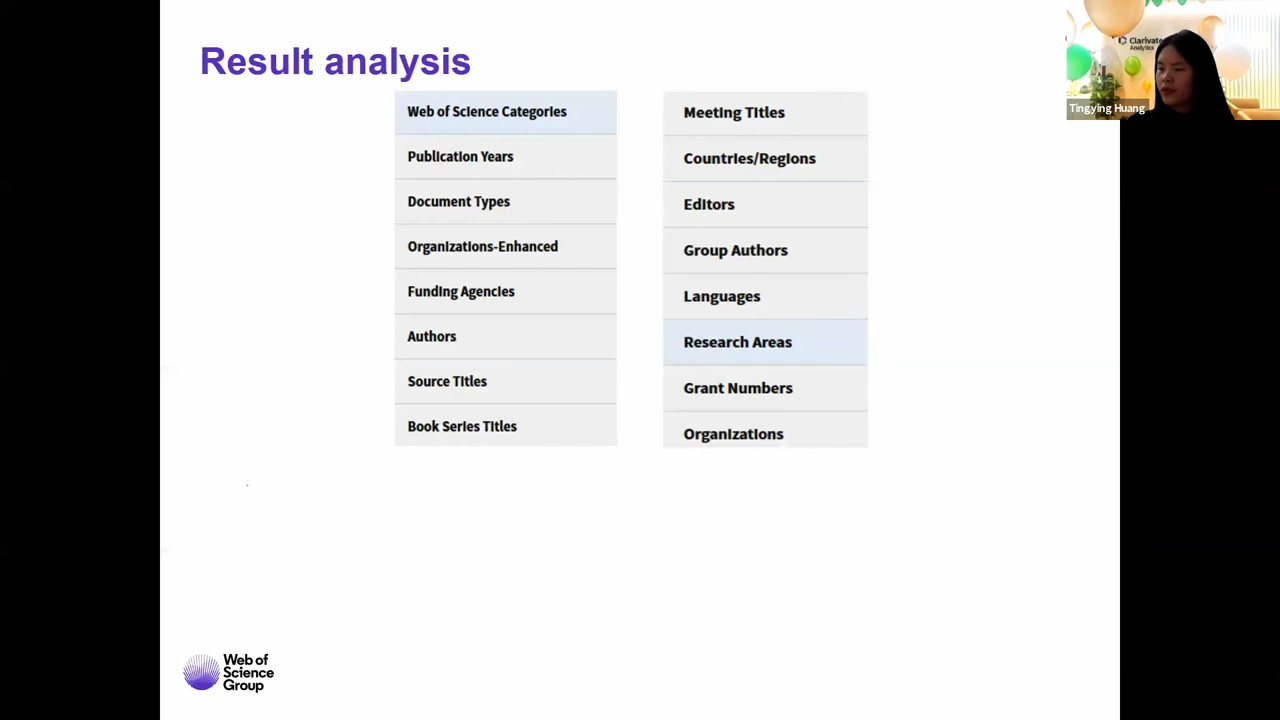 Result analysis
Web of Science Categories
Publication Years
Document Types
Organizations-Enhanced
Funding Agencies
Authors
Source Titles
Book Series Titles
Meeting Titles
Countries/Regions
Editors
Group Authors
Languages
Research Areas
Grant Numbers
Organizations
Clarivate
Analytics
Tingying Huang
Web of
Science
Group